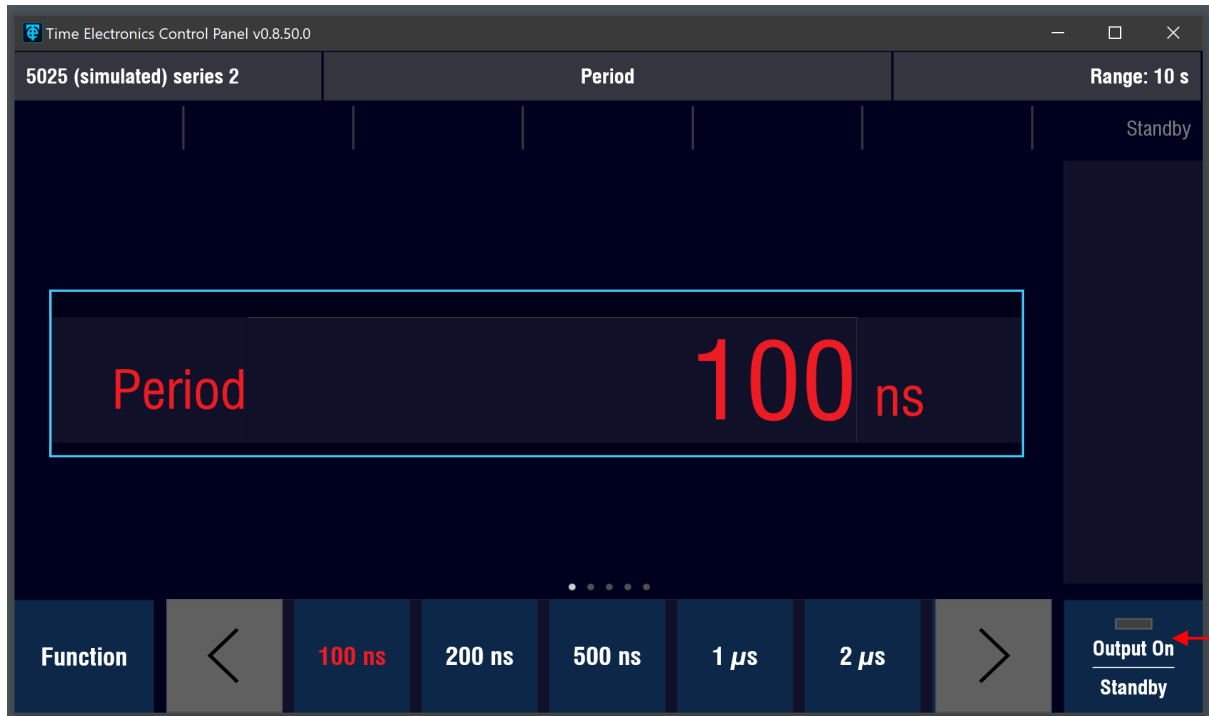 Time Electronics Control Panel v0.8.50.0
5025 (simulated) series 2 Period Range: 10 s
Standby
Period 100 ns
Function 100 ns 200 ns 500 ns 1 µs 2 µs Output On
Standby